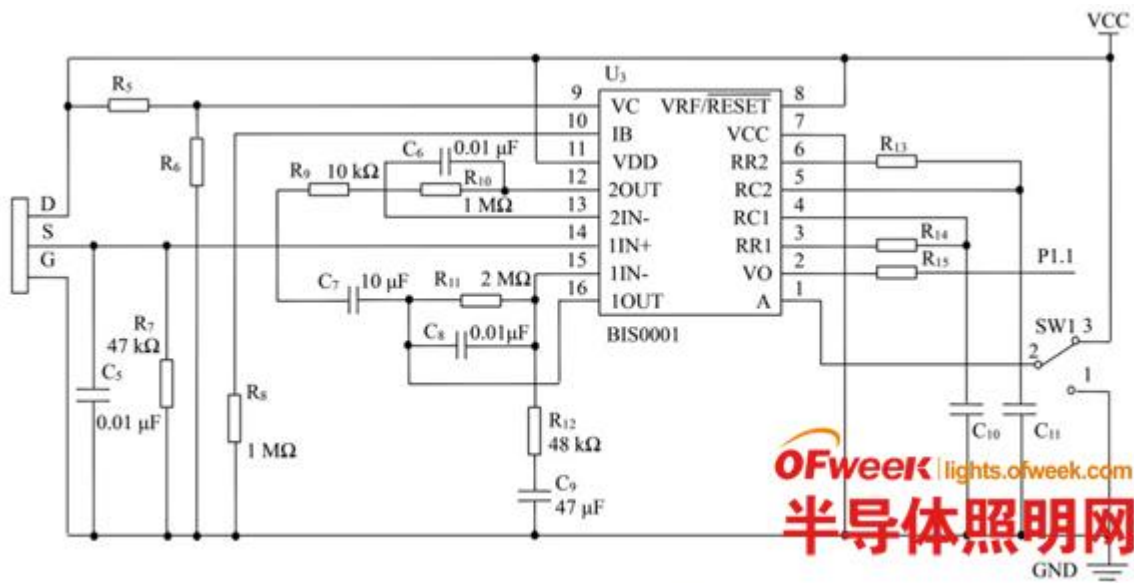 VCC
U₃
R₅
9 VC VRF/RESET 8
10 IB VCC 7
11 VDD RR2 6
12 2OUT RC2 5
13 2IN- RC1 4
14 1IN+ RR1 3
15 1IN- VO 2
16 1OUT A 1
BIS0001
R₁₃
R₁₄
R₁₅
P1.1
C₆ 0.01 μF
R₆
R₉ 10 kΩ
R₁₀
1 MΩ
D
S
G
C₇ 10 μF
R₁₁ 2 MΩ
C₈ 0.01μF
R₇
47 kΩ
C₅
0.01 μF
R₈
1 MΩ
R₁₂
48 kΩ
C₉
47 μF
SW1 3
2
1
C₁₀
C₁₁
OFweek lights.ofweek.com
半导体照明网
GND